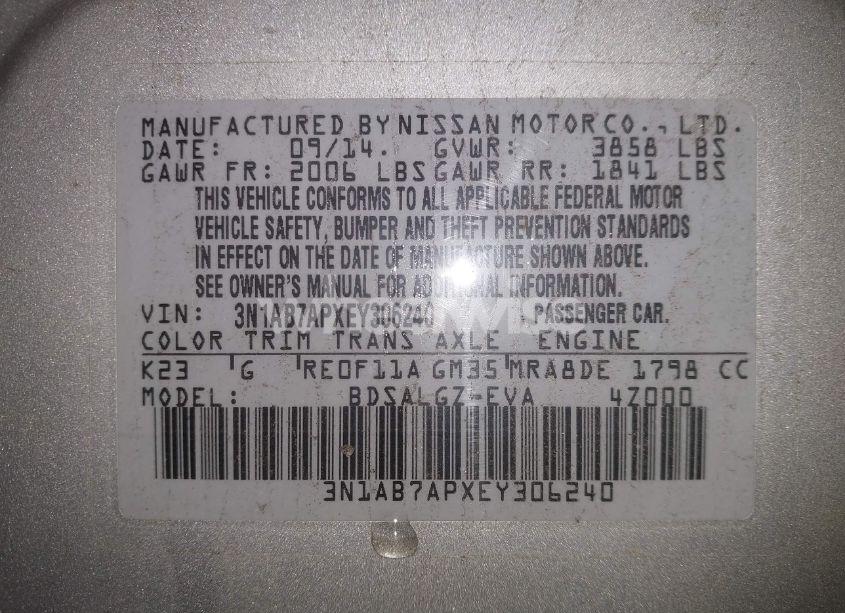 MANUFACTURED BY NISSAN MOTOR CO., LTD.
DATE: 09/14. GVWR: 3858 LBS
GAWR FR: 2006 LBS GAWR RR: 1841 LBS
THIS VEHICLE CONFORMS TO ALL APPLICABLE FEDERAL MOTOR
VEHICLE SAFETY, BUMPER AND THEFT PREVENTION STANDARDS
IN EFFECT ON THE DATE OF MANUFACTURE SHOWN ABOVE.
SEE OWNER'S MANUAL FOR ADDITIONAL INFORMATION.
VIN: 3N1AB7APXEY306240 PASSENGER CAR.
COLOR TRIM TRANS AXLE ENGINE
K23 G RE0F11A GM35 MRA8DE 1798 CC
MODEL: BDSALGZ-EVA 4Z000
3N1AB7APXEY306240